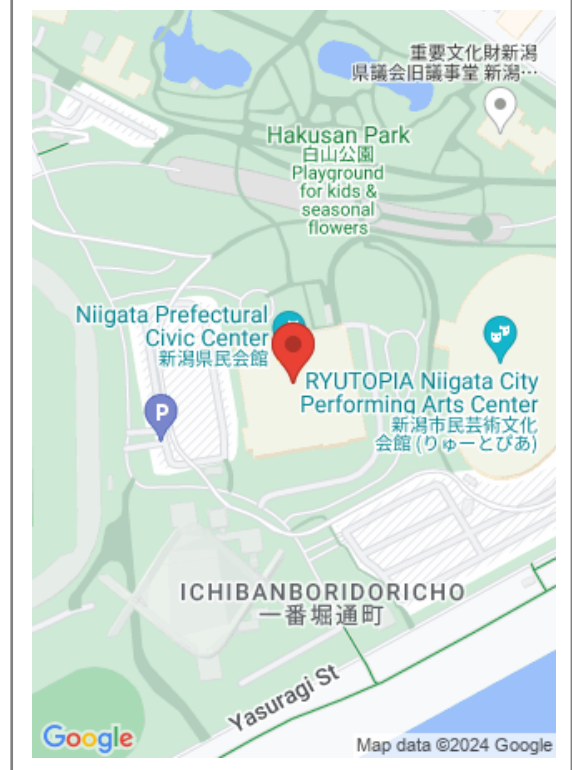 重要文化財新潟
県議会旧議事堂 新潟…
Hakusan Park
白山公園
Playground
for kids &
seasonal
flowers
Niigata Prefectural
Civic Center
新潟県民会館
P
RYUTOPIA Niigata City
Performing Arts Center
新潟市民芸術文化
会館 (りゅーとぴあ)
ICHIBANBORIDORICHO
一番堀通町
Yasuragi St
Google
Map data ©2024 Google